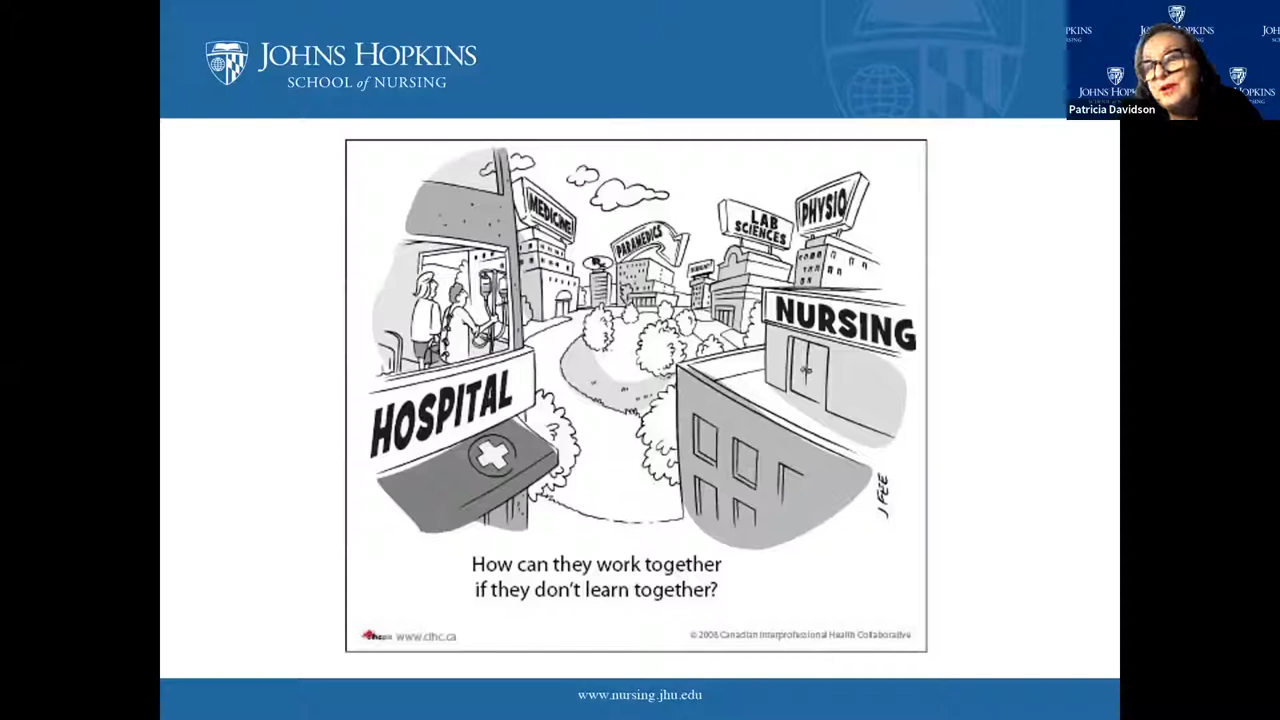 JOHNS HOPKINS
SCHOOL of NURSING
Patricia Davidson
MEDICINE
PARAMEDICS
Rx
LAB
SCIENCES
PHYSIO
NURSING
HOSPITAL
J FEE
How can they work together
if they don't learn together?
www.cihc.ca
© 2008 Canadian Interprofessional Health Collaborative
www.nursing.jhu.edu